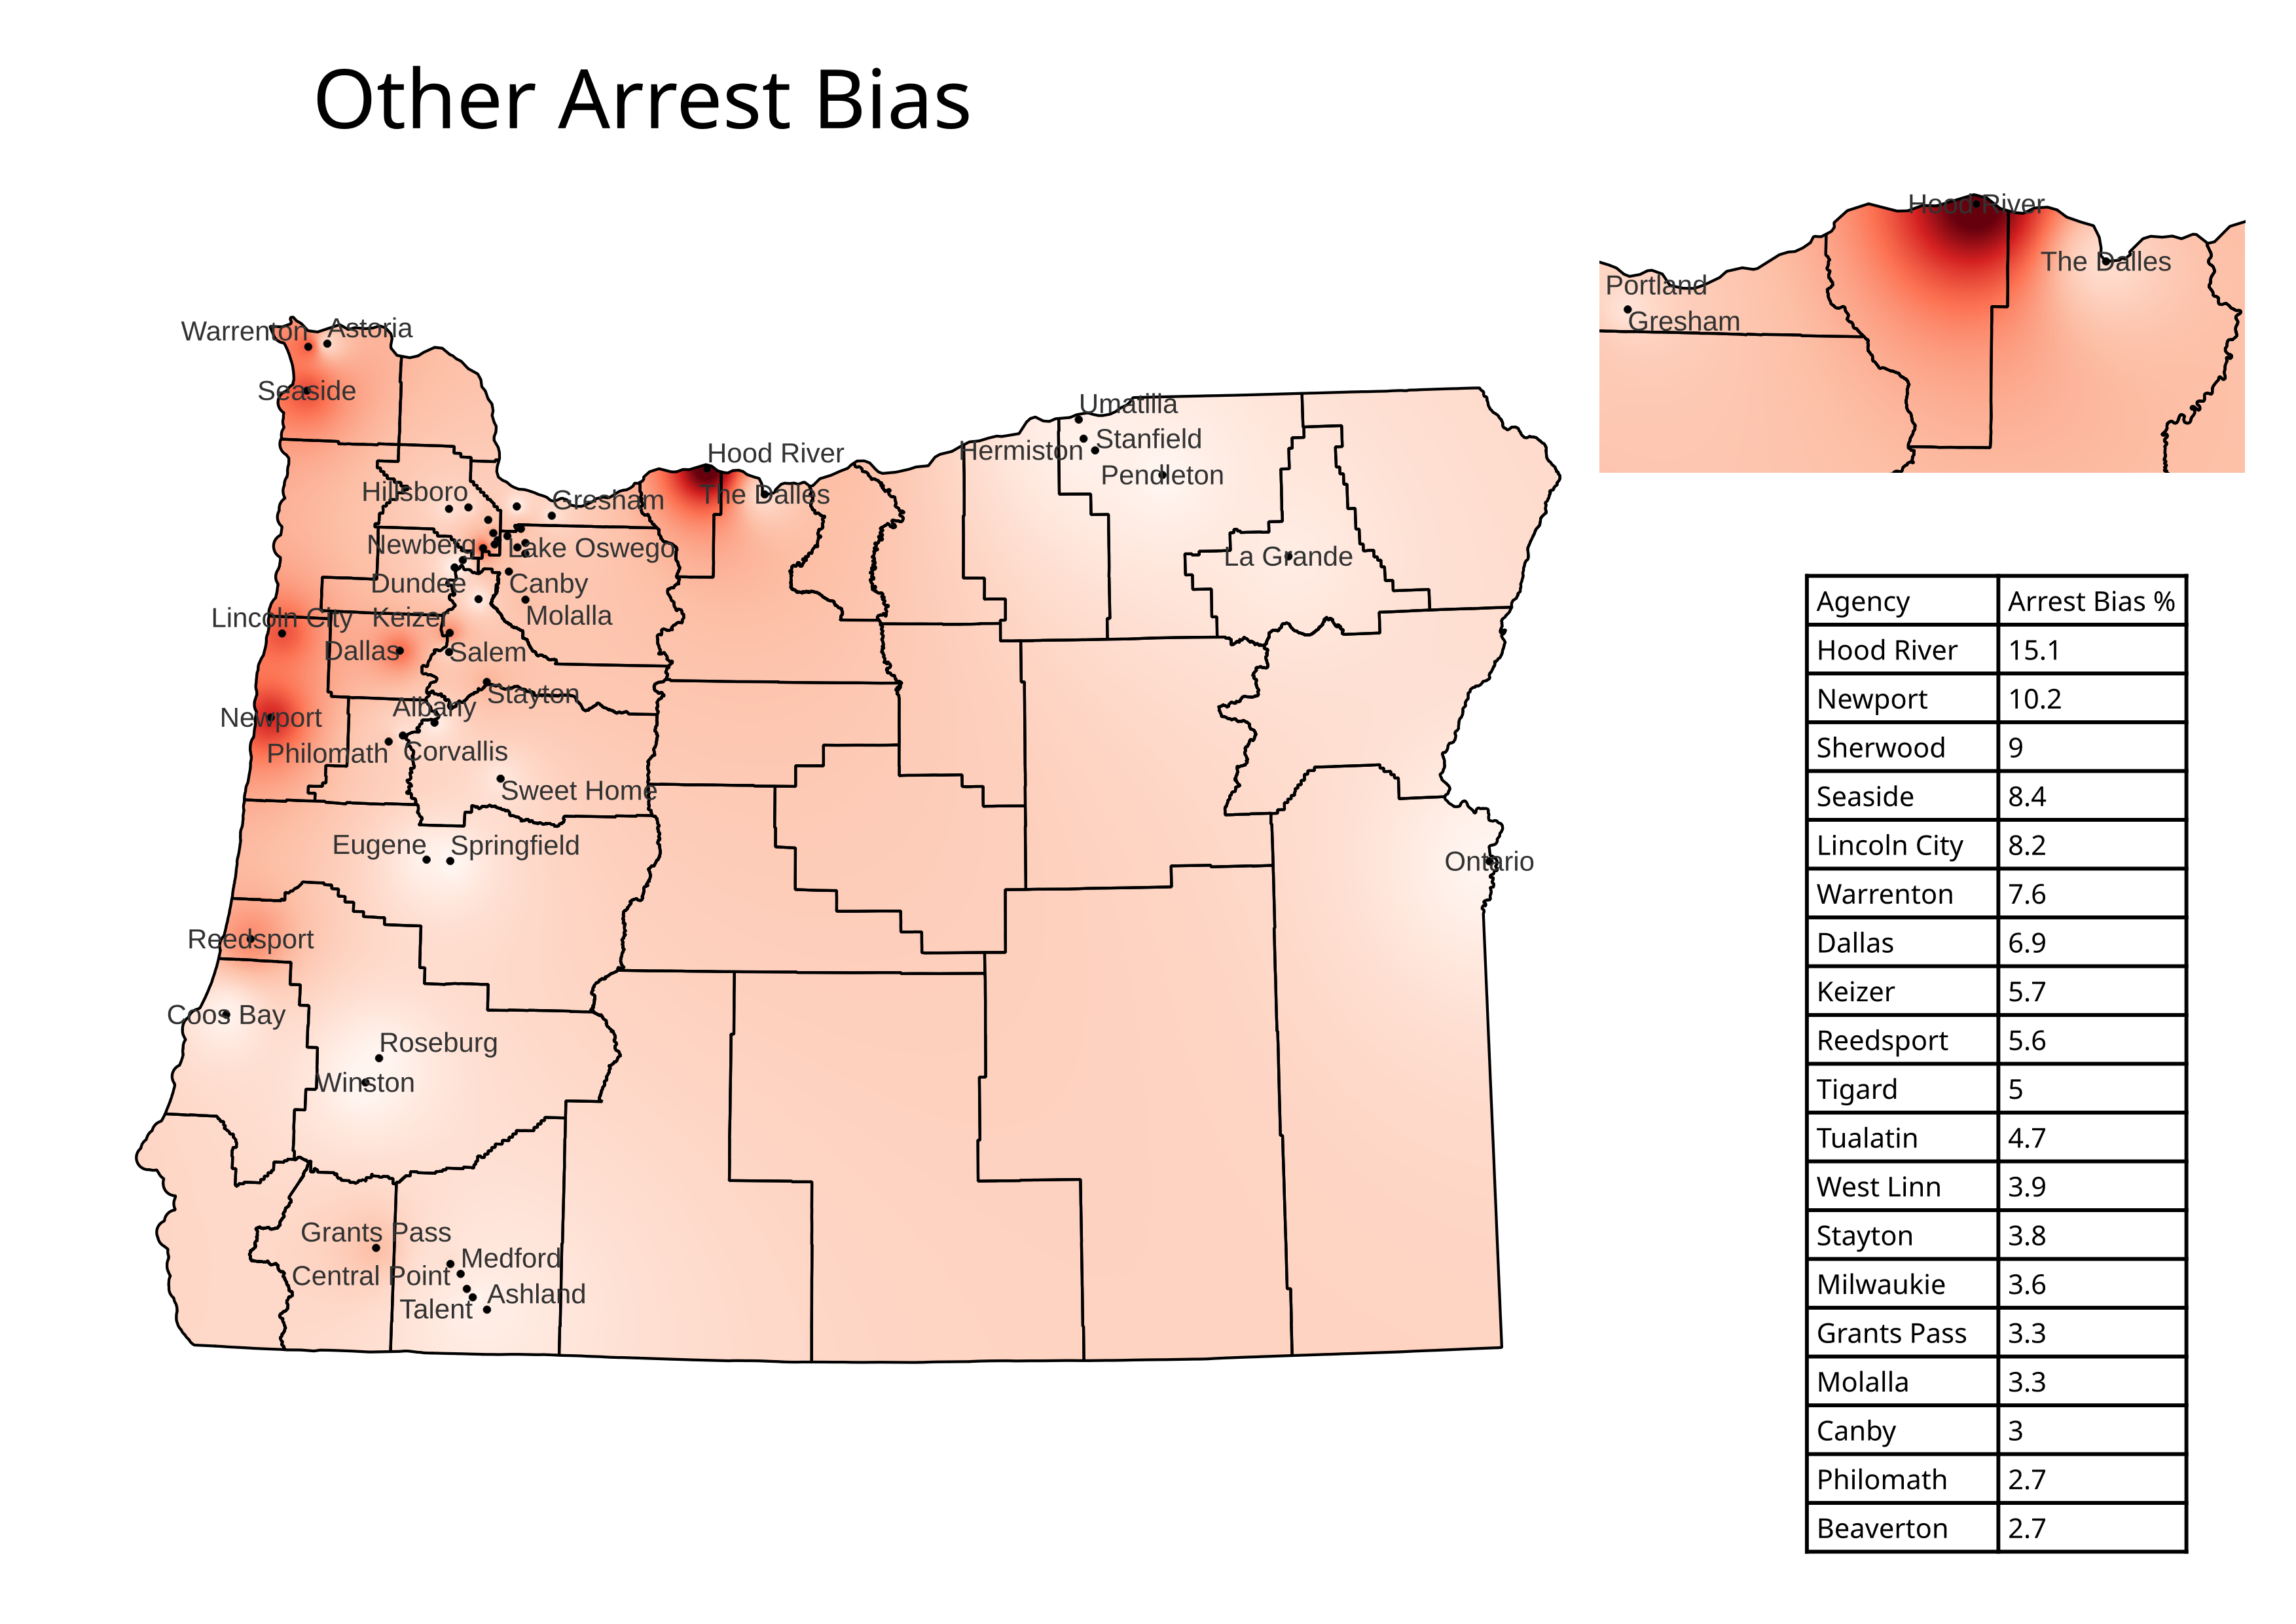 Other Arrest Bias
Hood River
The Dalles
Portland
Gresham
Warrenton
Astoria
Seaside
Umatilla
Stanfield
Hermiston
Pendleton
Hood River
The Dalles
Hillsboro
Gresham
Newberg
Lake Oswego
La Grande
Dundee
Canby
Lincoln City
Keizer
Molalla
Dallas
Salem
Stayton
Albany
Newport
Philomath
Corvallis
Sweet Home
Eugene
Springfield
Ontario
Reedsport
Coos Bay
Roseburg
Winston
Grants Pass
Medford
Central Point
Ashland
Talent
Agency Arrest Bias %
Hood River 15.1
Newport 10.2
Sherwood 9
Seaside 8.4
Lincoln City 8.2
Warrenton 7.6
Dallas 6.9
Keizer 5.7
Reedsport 5.6
Tigard 5
Tualatin 4.7
West Linn 3.9
Stayton 3.8
Milwaukie 3.6
Grants Pass 3.3
Molalla 3.3
Canby 3
Philomath 2.7
Beaverton 2.7